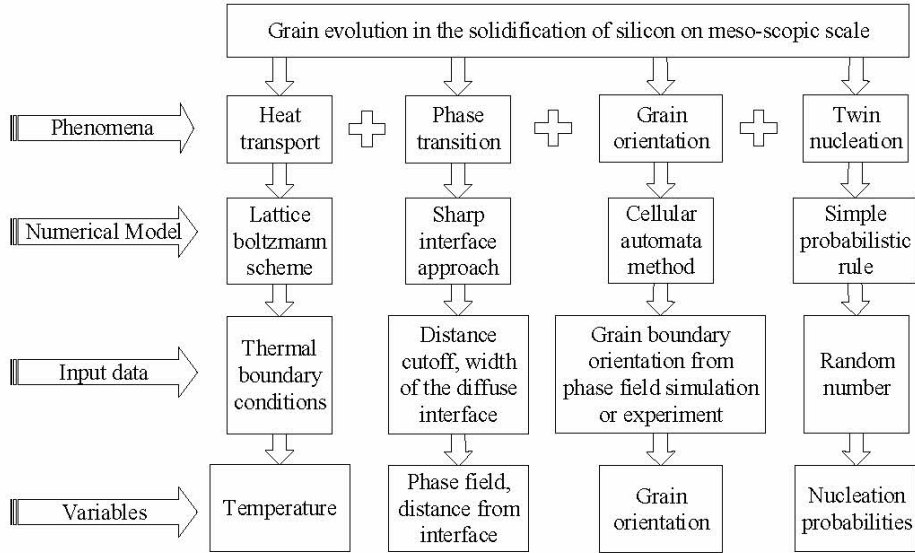 Grain evolution in the solidification of silicon on meso-scopic scale
Phenomena
Heat
transport
Phase
transition
Grain
orientation
Twin
nucleation
Numerical Model
Lattice
boltzmann
scheme
Sharp
interface
approach
Cellular
automata
method
Simple
probabilistic
rule
Input data
Thermal
boundary
conditions
Distance
cutoff, width
of the diffuse
interface
Grain boundary
orientation from
phase field simulation
or experiment
Random
number
Variables
Temperature
Phase field,
distance from
interface
Grain
orientation
Nucleation
probabilities